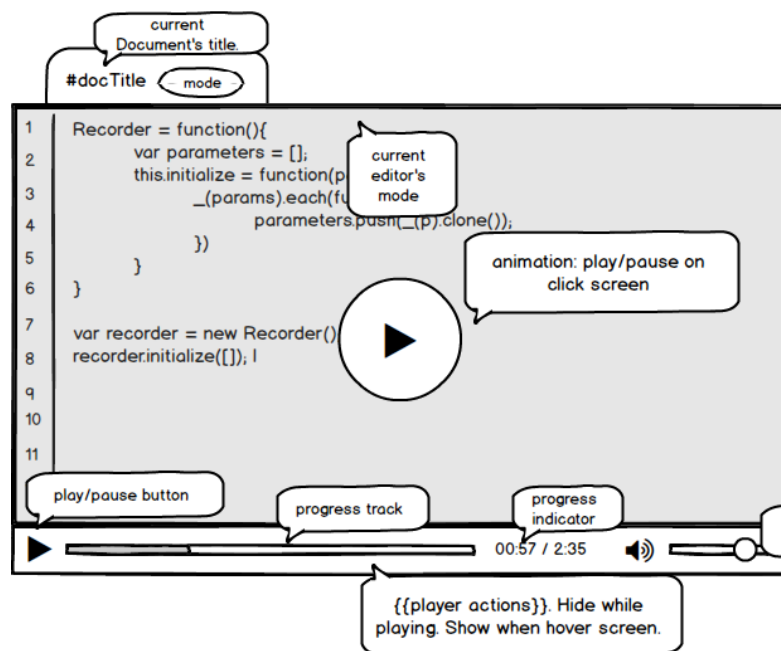 current
Document's title.
#docTitle
mode
1
Recorder = function(){
2
var parameters = [];
this.initialize = function(p
3
_(params).each(fu
4
parameters.push(_(p).clone());
})
5
}
6
}
current
editor's
mode
animation: play/pause on
click screen
7
var recorder = new Recorder()
8
recorder.initialize([]); |
9
10
11
play/pause button
progress track
progress
indicator
00:57 / 2:35
{{player actions}}. Hide while
playing. Show when hover screen.